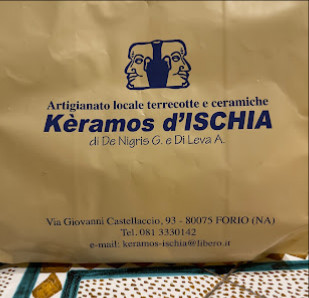 Artigianato locale terrecotte e ceramiche
Kèramos d'ISCHIA
di De Nigris G. e Di Leva A.
Via Giovanni Castellaccio, 93 - 80075 FORIO (NA)
Tel. 081 3330142
e-mail: keramos-ischia@libero.it